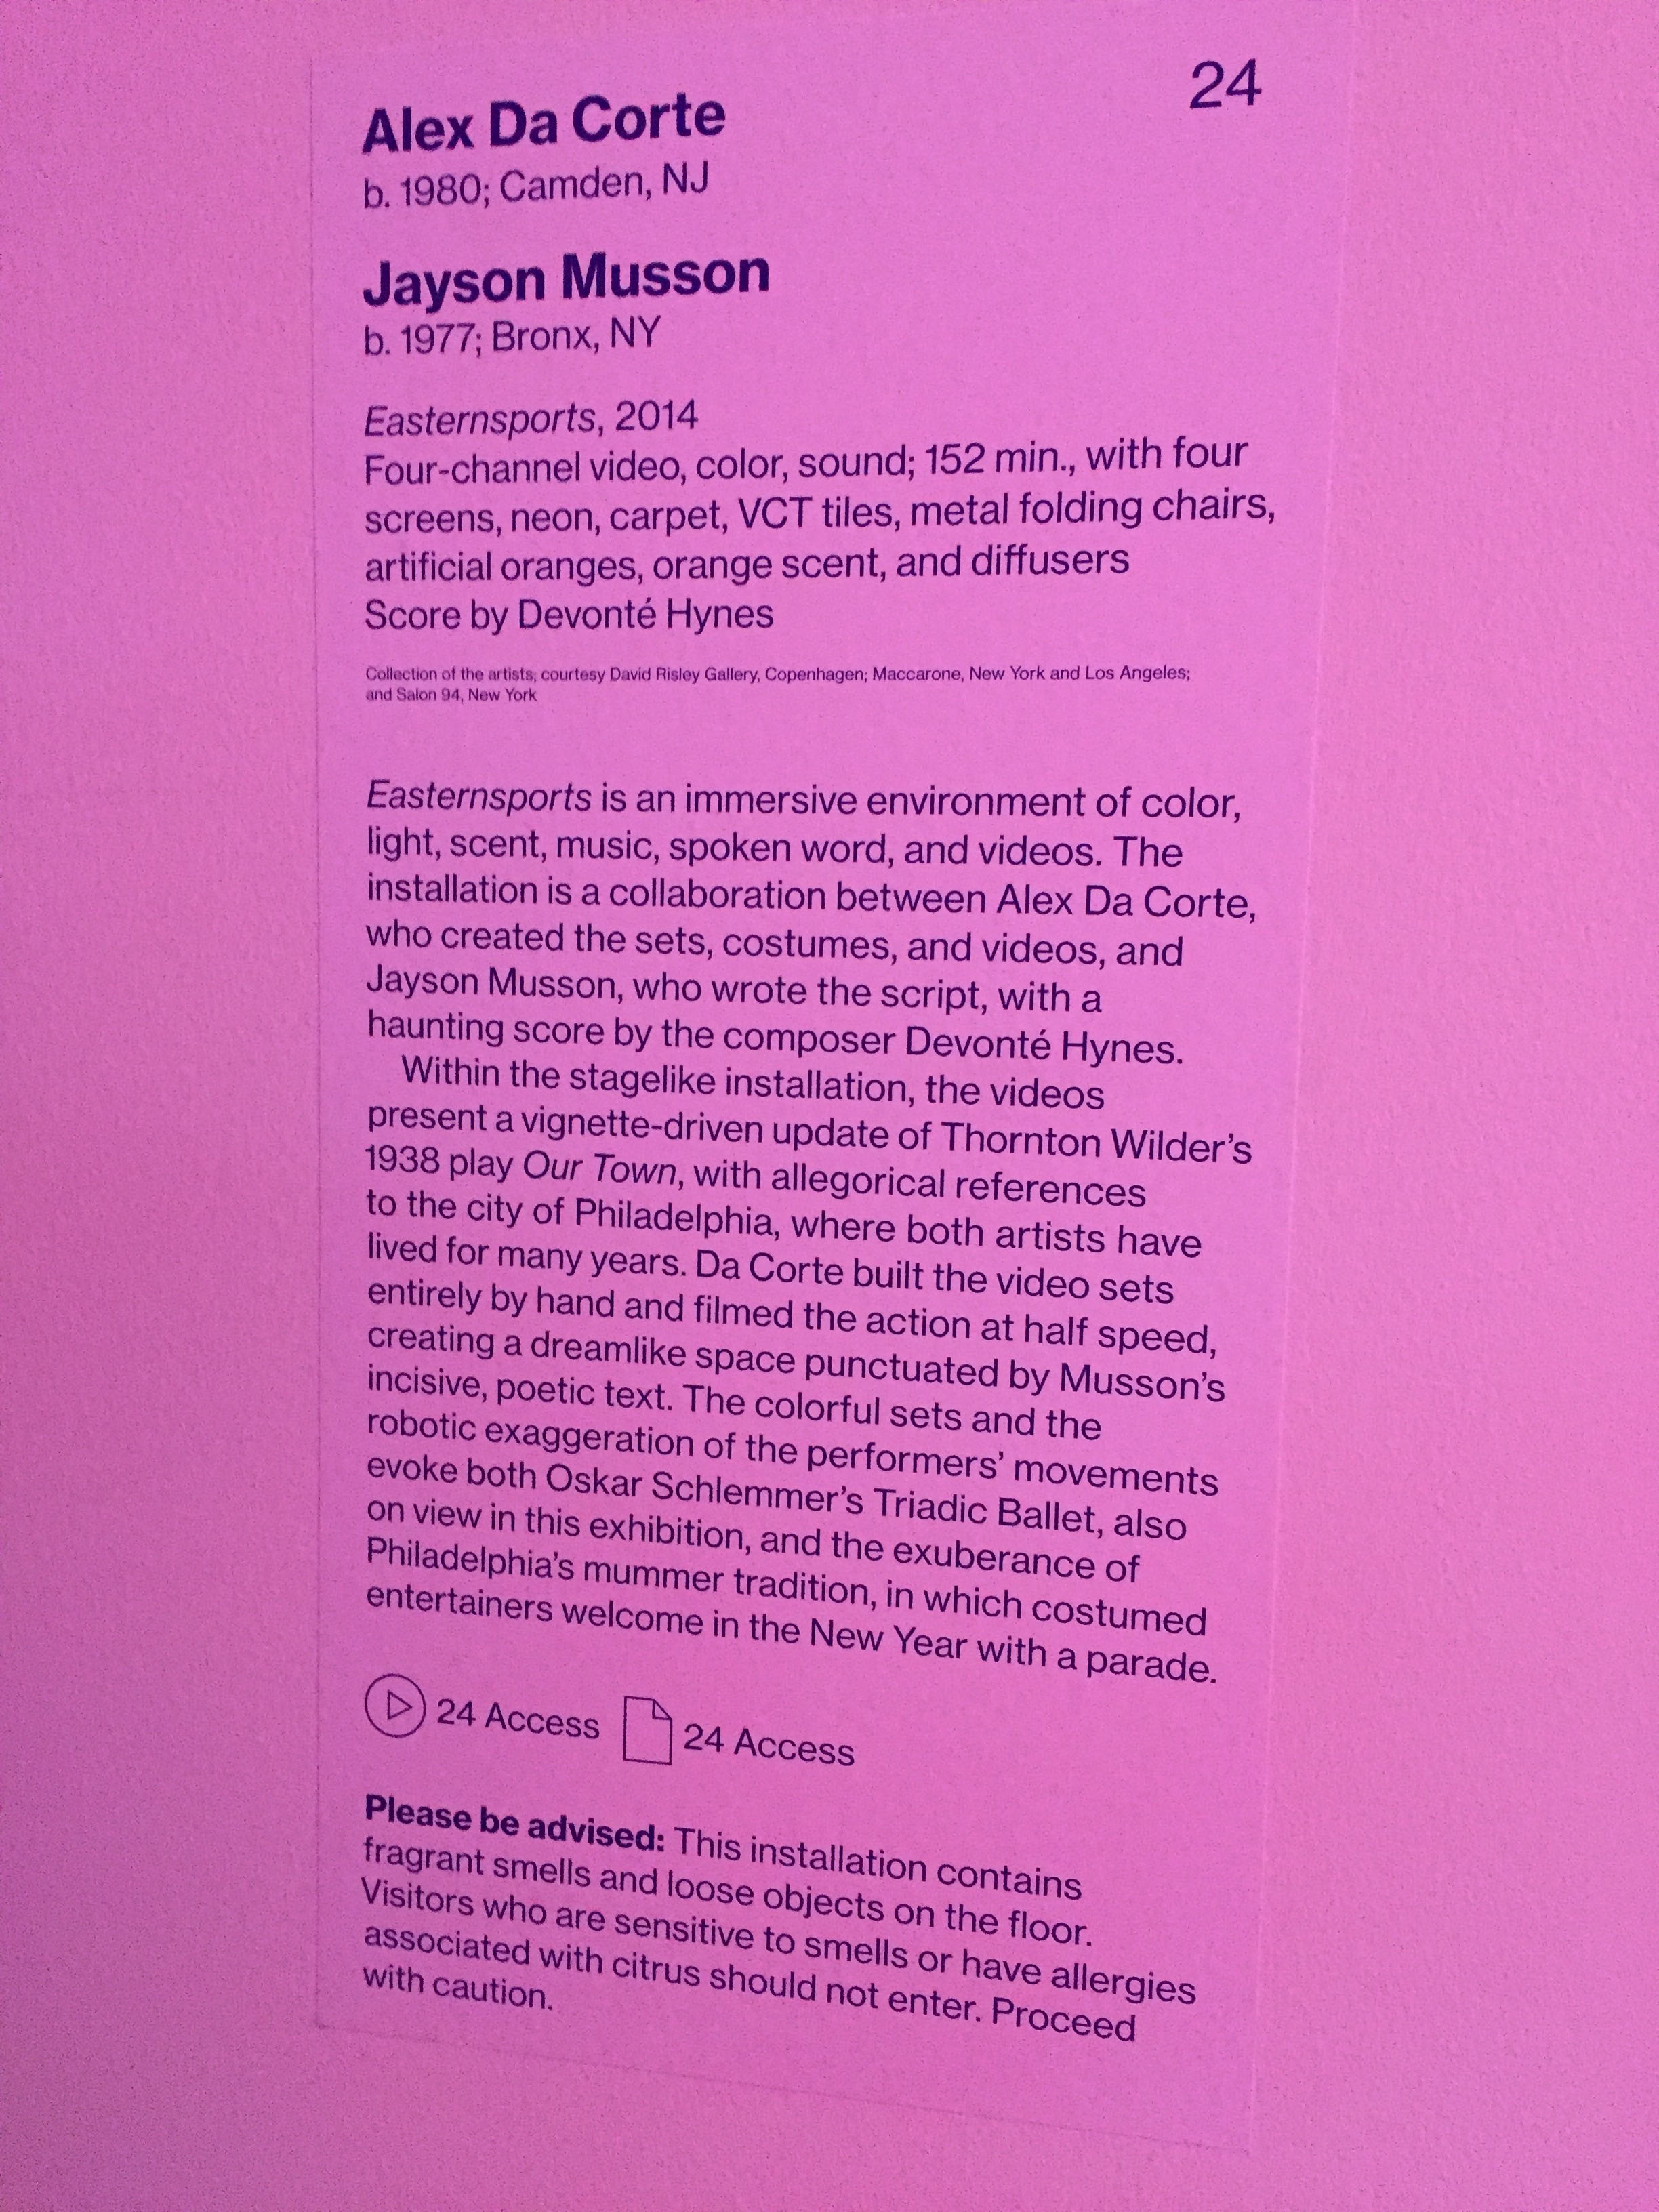 24
Alex Da Corte
b. 1980; Camden, NJ
Jayson Musson
b. 1977; Bronx, NY
Easternsports, 2014
Four-channel video, color, sound; 152 min., with four
screens, neon, carpet, VCT tiles, metal folding chairs,
artificial oranges, orange scent, and diffusers
Score by Devonté Hynes
Collection of the artists; courtesy David Risley Gallery, Copenhagen; Maccarone, New York and Los Angeles;
and Salon 94, New York
Easternsports is an immersive environment of color,
light, scent, music, spoken word, and videos. The
installation is a collaboration between Alex Da Corte,
who created the sets, costumes, and videos, and
Jayson Musson, who wrote the script, with a
haunting score by the composer Devonté Hynes.
Within the stagelike installation, the videos
present a vignette-driven update of Thornton Wilder’s
1938 play Our Town, with allegorical references
to the city of Philadelphia, where both artists have
lived for many years. Da Corte built the video sets
entirely by hand and filmed the action at half speed,
creating a dreamlike space punctuated by Musson’s
incisive, poetic text. The colorful sets and the
robotic exaggeration of the performers’ movements
evoke both Oskar Schlemmer’s Triadic Ballet, also
on view in this exhibition, and the exuberance of
Philadelphia’s mummer tradition, in which costumed
entertainers welcome in the New Year with a parade.
24 Access 24 Access
Please be advised: This installation contains
fragrant smells and loose objects on the floor.
Visitors who are sensitive to smells or have allergies
associated with citrus should not enter. Proceed
with caution.